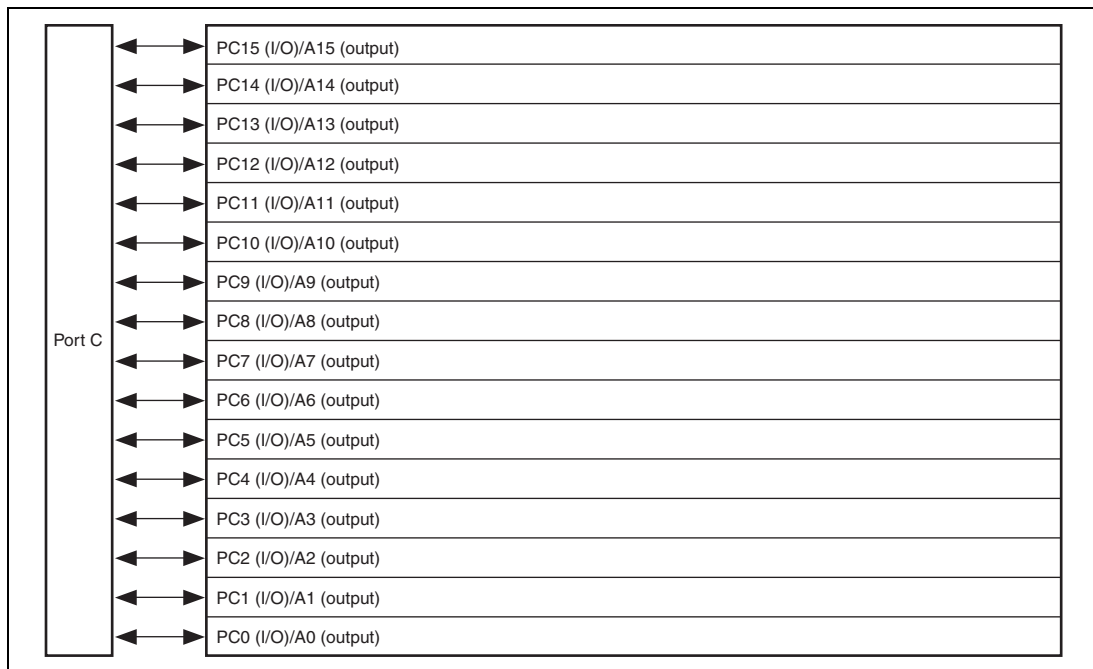 PC15 (I/O)/A15 (output)
PC14 (I/O)/A14 (output)
PC13 (I/O)/A13 (output)
PC12 (I/O)/A12 (output)
PC11 (I/O)/A11 (output)
PC10 (I/O)/A10 (output)
PC9 (I/O)/A9 (output)
PC8 (I/O)/A8 (output)
Port C
PC7 (I/O)/A7 (output)
PC6 (I/O)/A6 (output)
PC5 (I/O)/A5 (output)
PC4 (I/O)/A4 (output)
PC3 (I/O)/A3 (output)
PC2 (I/O)/A2 (output)
PC1 (I/O)/A1 (output)
PC0 (I/O)/A0 (output)